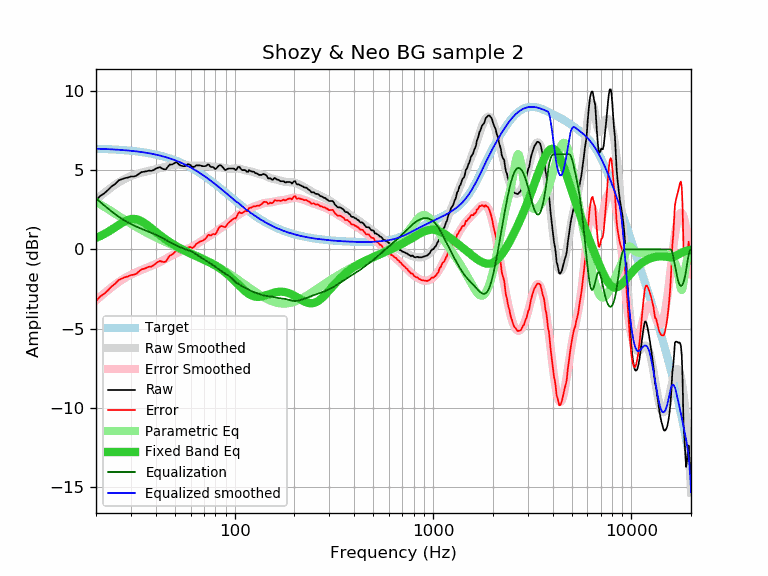 Shozy & Neo BG sample 2
10
5
0
−5
−10
−15
Amplitude (dBr)
Target
Raw Smoothed
Error Smoothed
Raw
Error
Parametric Eq
Fixed Band Eq
Equalization
Equalized smoothed
100
1000
10000
Frequency (Hz)